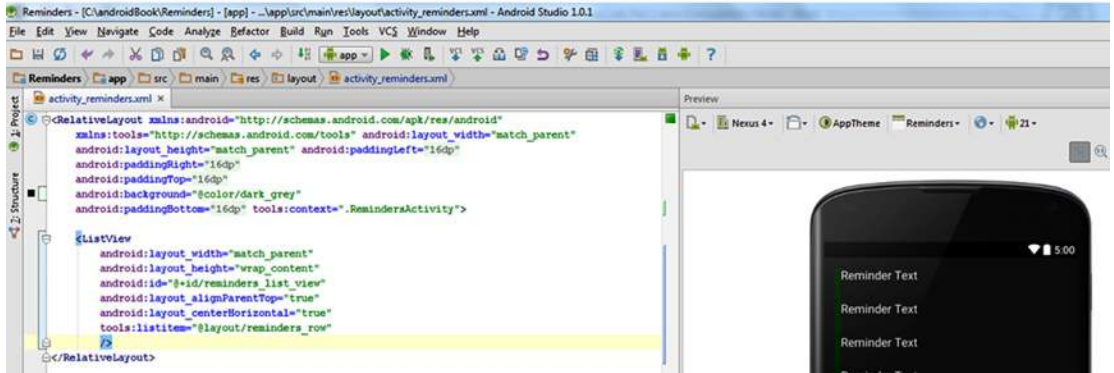 Reminders - [C:\androidBook\Reminders] - [app] - ...\app\src\main\res\layout\activity_reminders.xml - Android Studio 1.0.1
File Edit View Navigate Code Analyze Refactor Build Run Tools VCS Window Help
app
VCS VCS
?
Reminders app src main res layout activity_reminders.xml
1: Project
2: Structure
activity_reminders.xml ×
<RelativeLayout xmlns:android="http://schemas.android.com/apk/res/android"
xmlns:tools="http://schemas.android.com/tools" android:layout_width="match_parent"
android:layout_height="match_parent" android:paddingLeft="16dp"
android:paddingRight="16dp"
android:paddingTop="16dp"
android:background="@color/dark_grey"
android:paddingBottom="16dp" tools:context=".RemindersActivity">
<ListView
android:layout_width="match_parent"
android:layout_height="wrap_content"
android:id="@+id/reminders_list_view"
android:layout_alignParentTop="true"
android:layout_centerHorizontal="true"
tools:listitem="@layout/reminders_row"
/>
</RelativeLayout>
Preview
Nexus 4 AppTheme Reminders 21
5:00
Reminder Text
Reminder Text
Reminder Text
Reminder Text